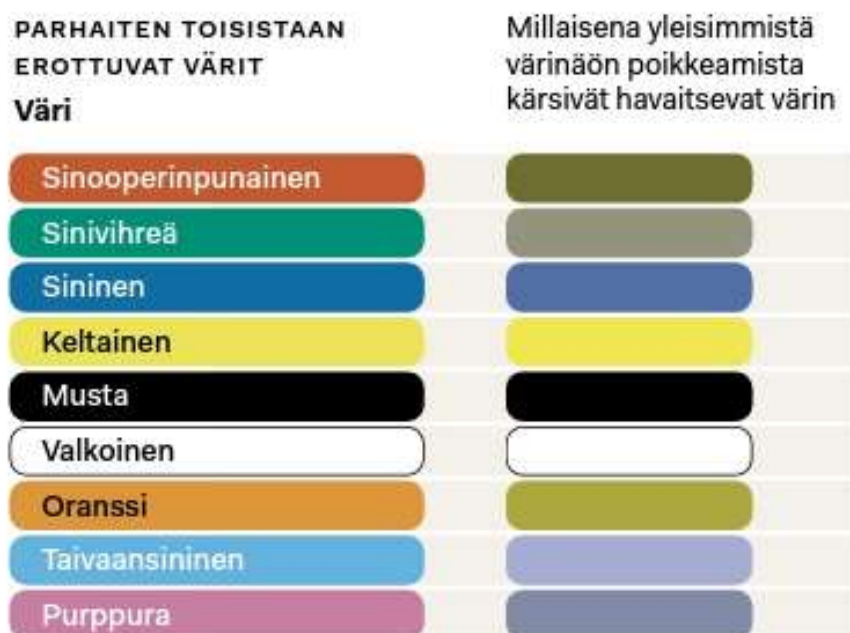 PARHAITEN TOISISTAAN
EROTTUVAT VÄRIT
Väri
Millaisena yleisimmistä
värinäön poikkeamista
kärsivät havaitsevat värin
Sinooperinpunainen
Sinivihreä
Sininen
Keltainen
Musta
Valkoinen
Oranssi
Taivaansininen
Purppura